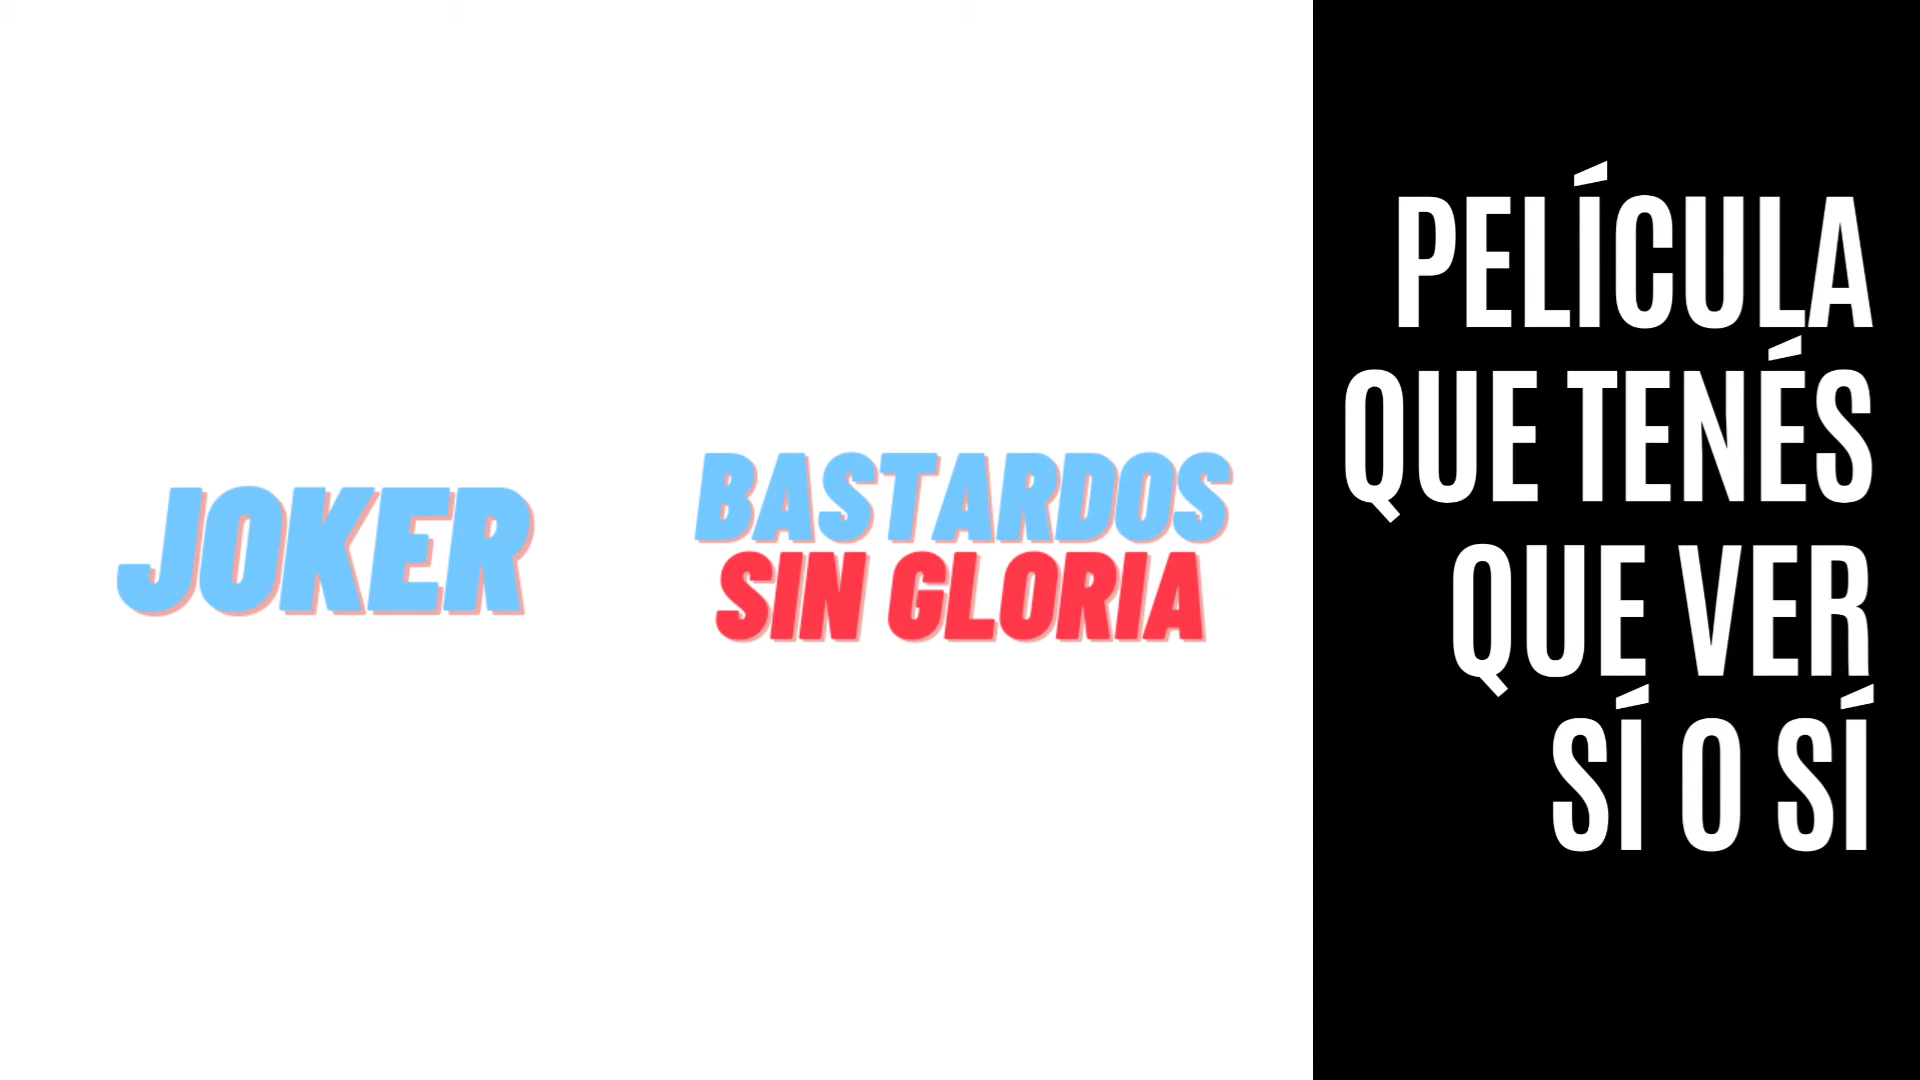 JOKER
BASTARDOS
SIN GLORIA
PELÍCULA
QUE TENÉS
QUE VER
SÍ O SÍ